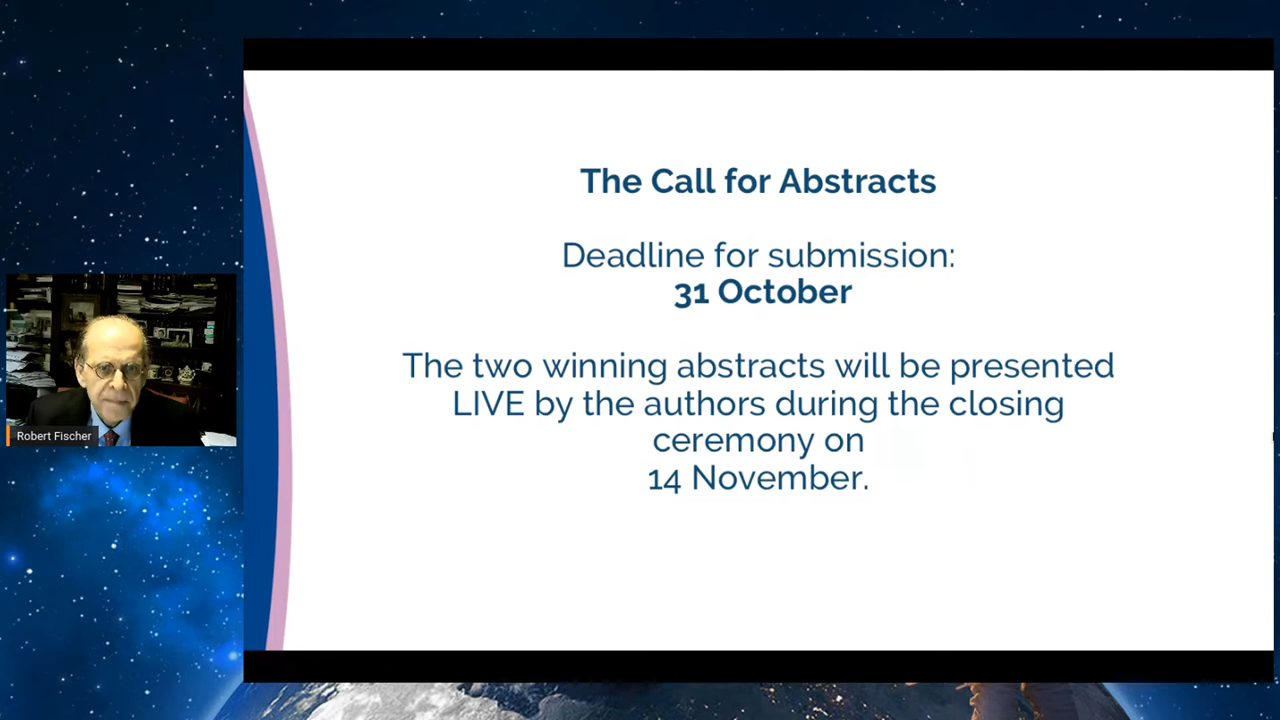 The Call for Abstracts
Deadline for submission:
31 October
The two winning abstracts will be presented
LIVE by the authors during the closing
ceremony on
14 November.
Robert Fischer